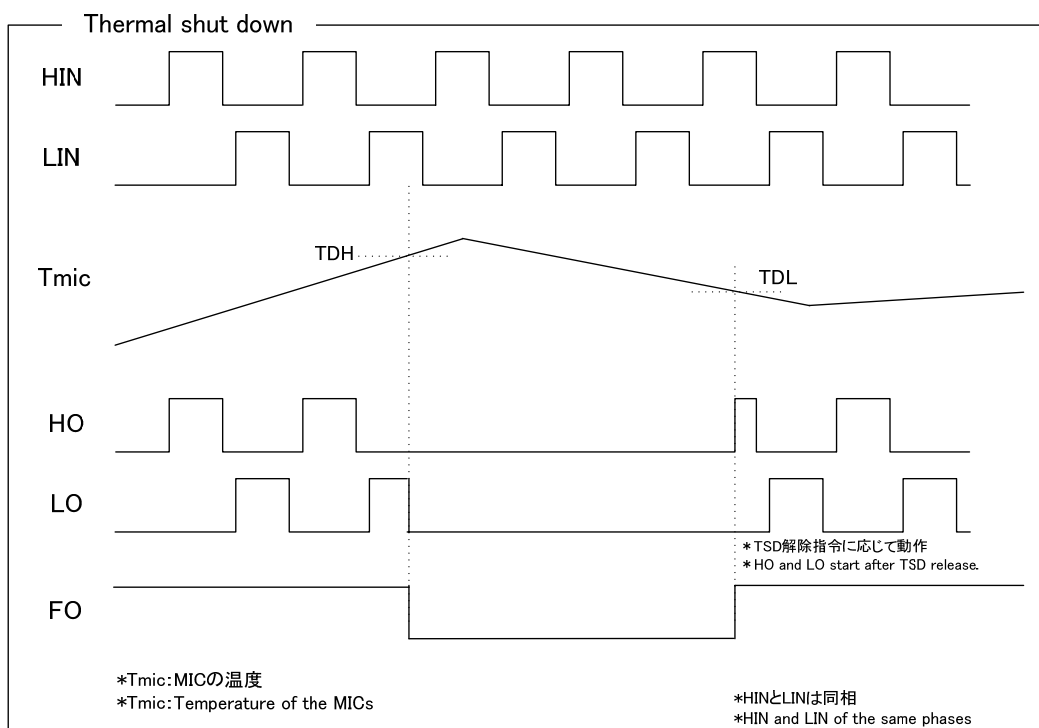 Thermal shut down
HIN
LIN
TDH
Tmic
TDL
HO
LO
*TSD解除指令に応じて動作
*HO and LO start after TSD release.
FO
*Tmic:MICの温度
*Tmic:Temperature of the MICs
*HINとLINは同相
*HIN and LIN of the same phases